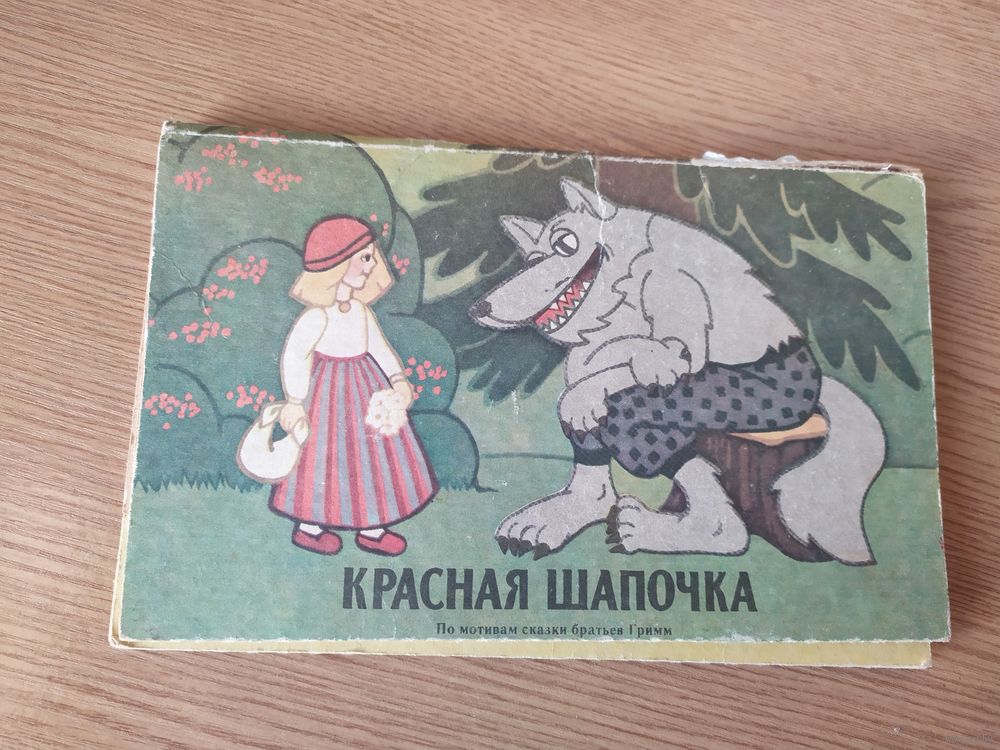 КРАСНАЯ ШАПОЧКА
По мотивам сказки братьев Гримм